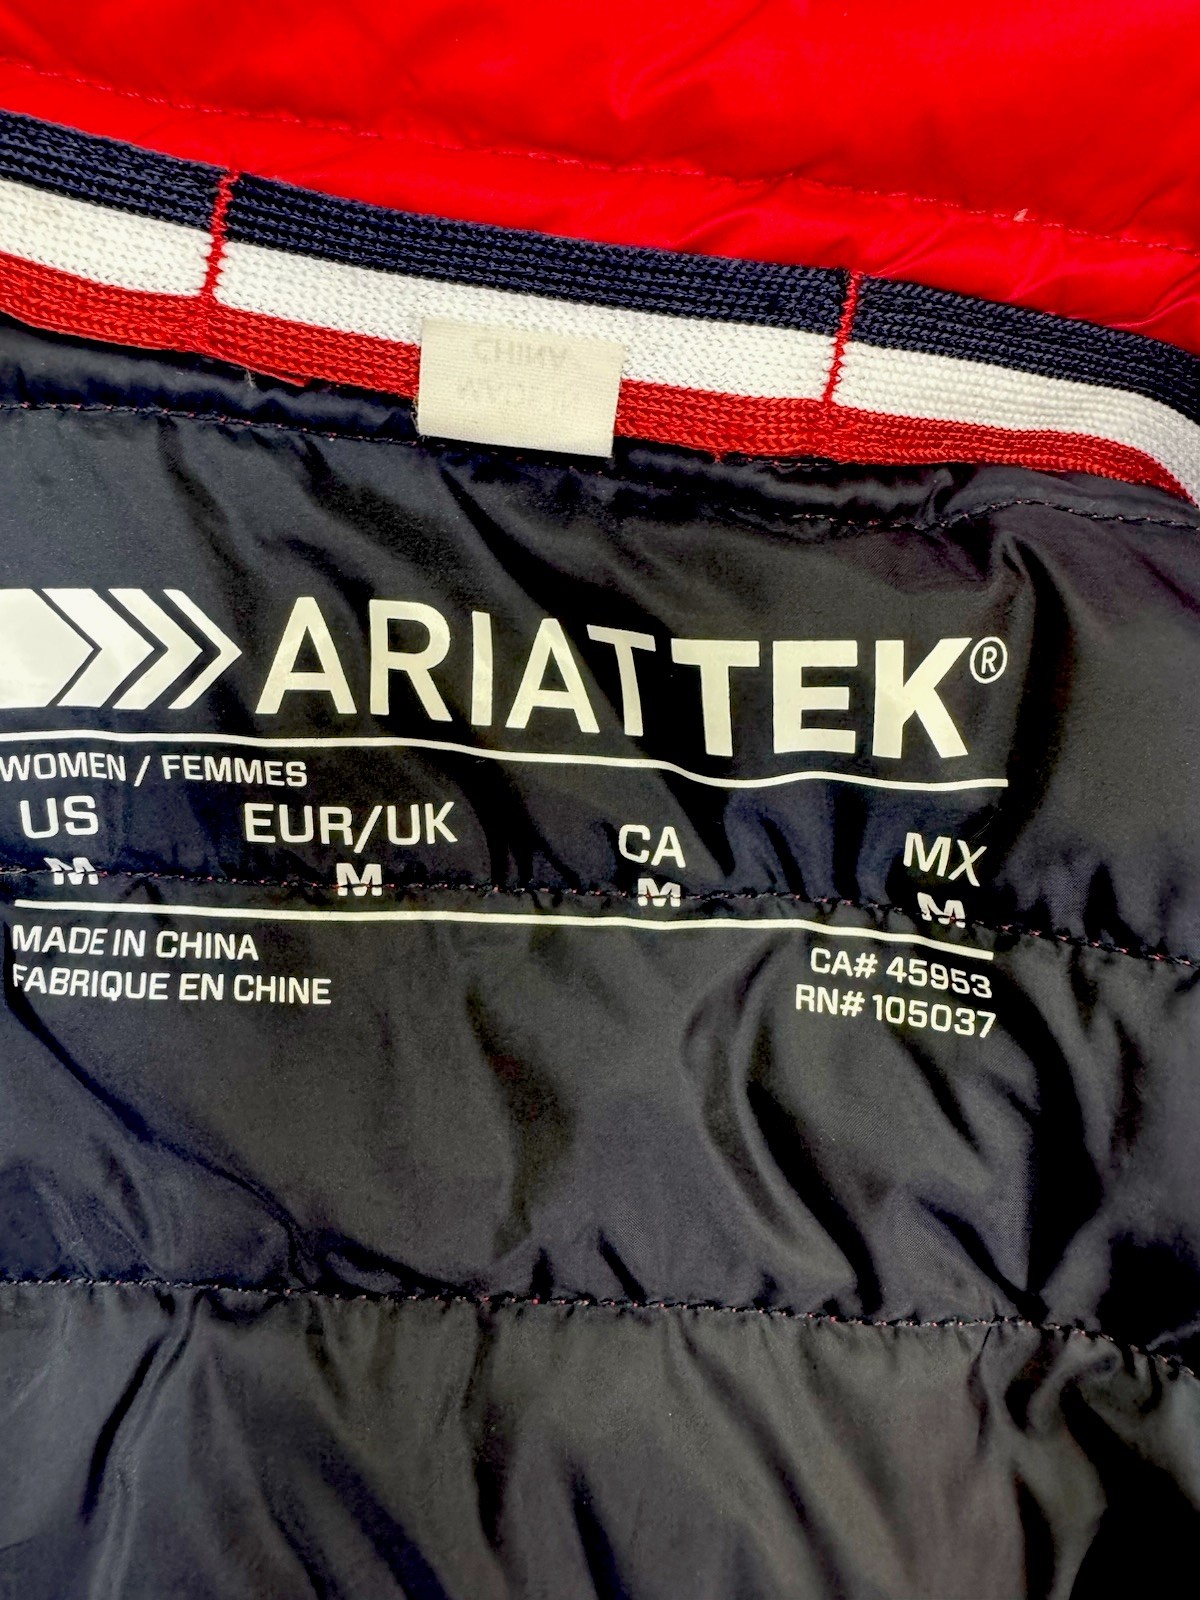 ARIATTEK®
WOMEN / FEMMES
US EUR/UK CA MX
M M M M
MADE IN CHINA
FABRIQUE EN CHINE
CA# 45953
RN# 105037